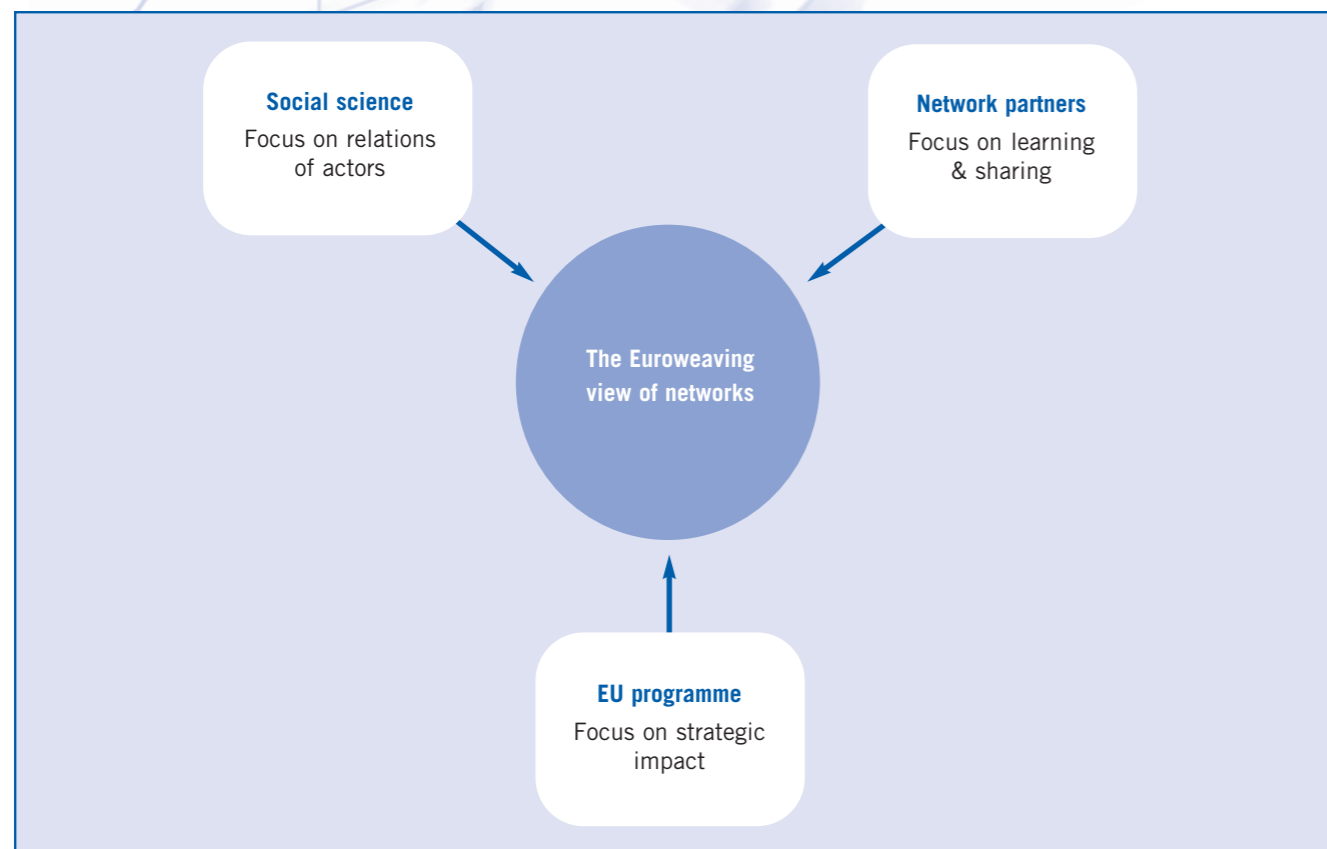 Social science
Focus on relations
of actors
Network partners
Focus on learning
& sharing
The Euroweaving
view of networks
EU programme
Focus on strategic
impact